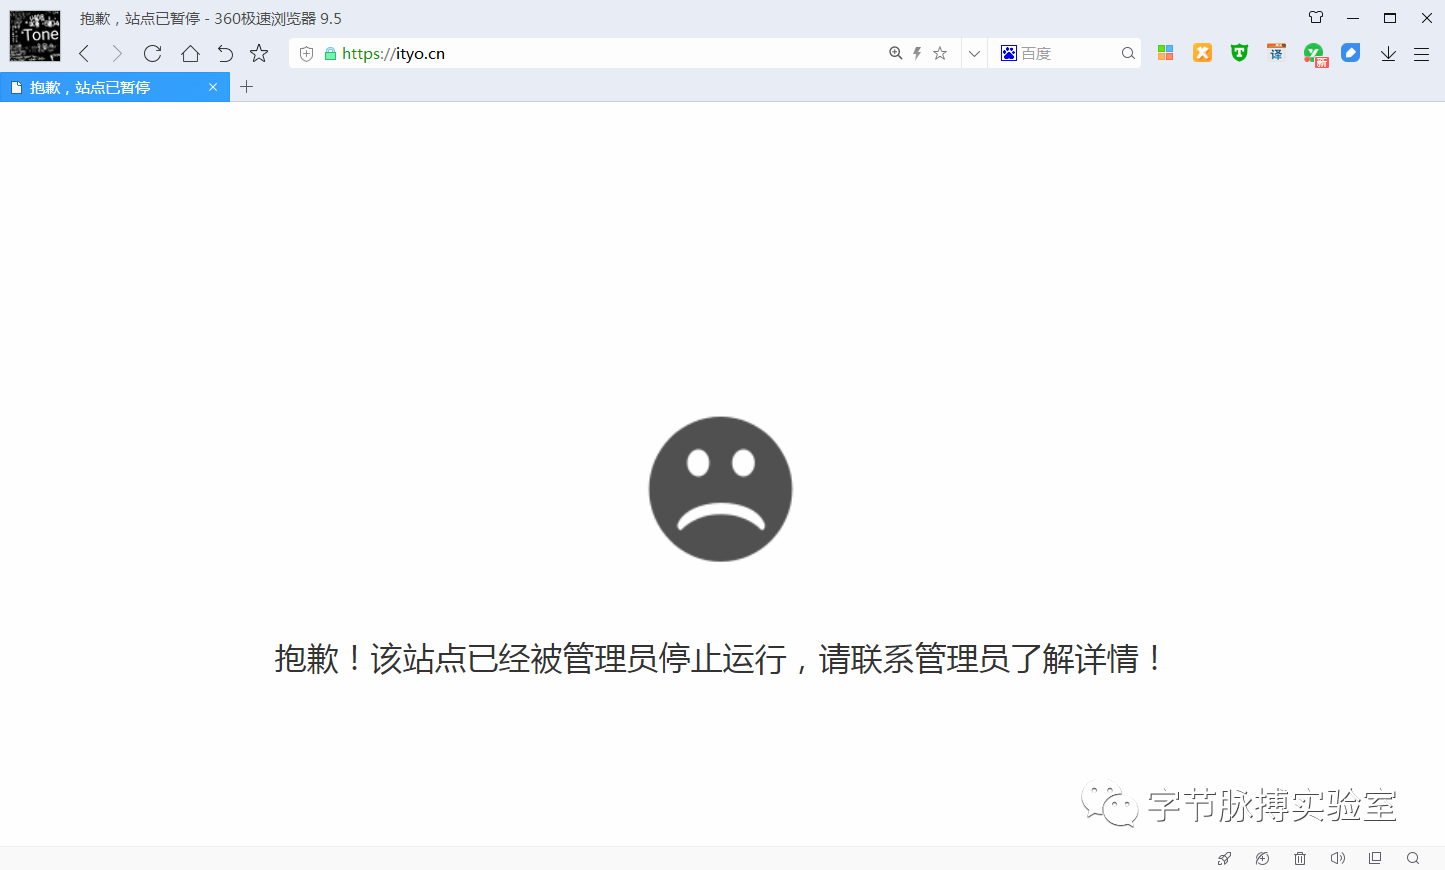 抱歉，站点已暂停 - 360极速浏览器 9.5
Tone
https://ityo.cn
百度
译
新
抱歉，站点已暂停
抱歉！该站点已经被管理员停止运行，请联系管理员了解详情！
字节脉搏实验室